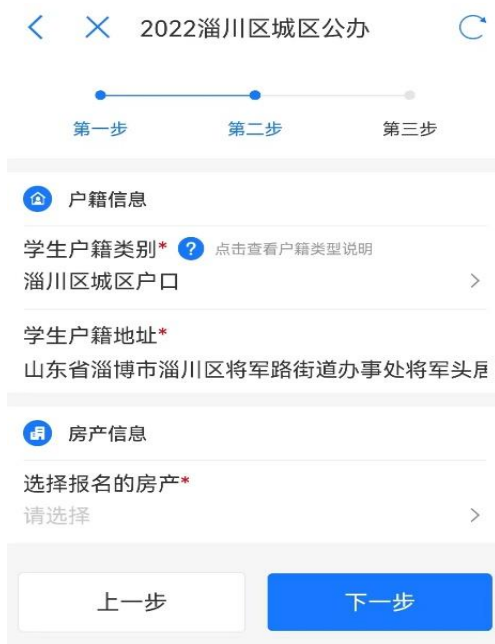 2022淄川区城区公办
第一步 第二步 第三步
户籍信息
学生户籍类别* ? 点击查看户籍类型说明
淄川区城区户口
学生户籍地址*
山东省淄博市淄川区将军路街道办事处将军头居
房产信息
选择报名的房产*
请选择
上一步 下一步